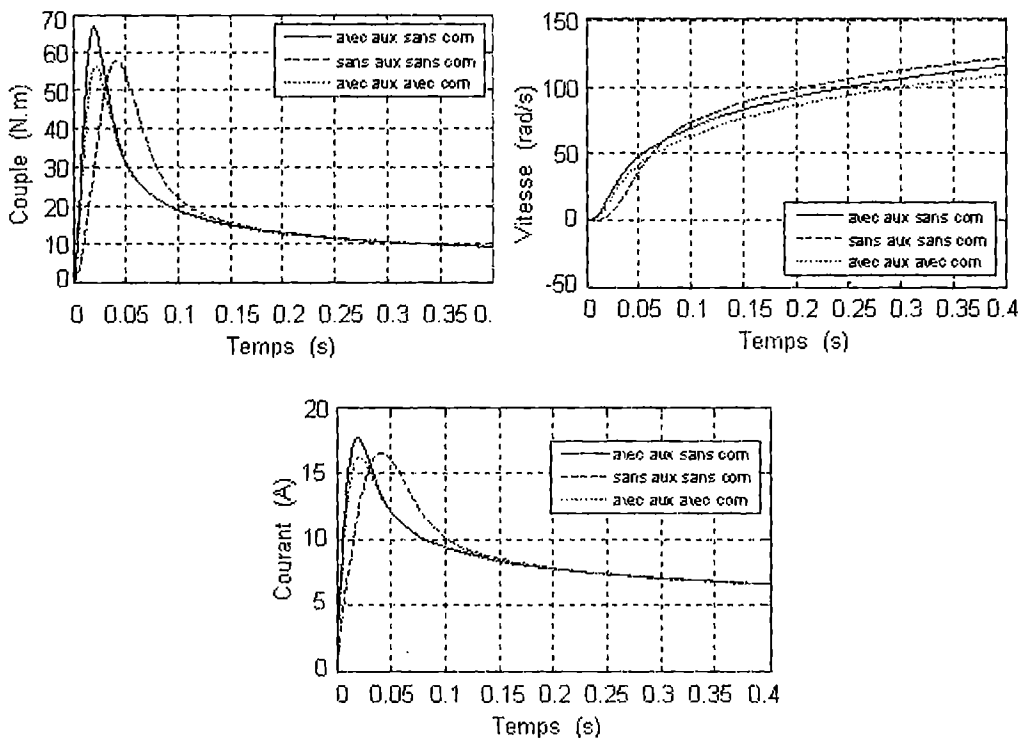 70
60
50
40
30
20
10
0
Couple (N.m)
avec aux sans com
sans aux sans com
avec aux avec com
0 0.05 0.1 0.15 0.2 0.25 0.3 0.35 0.
Temps (s)
150
100
50
0
-50
Vitesse (rad/s)
avec aux sans com
sans aux sans com
avec aux avec com
0 0.05 0.1 0.15 0.2 0.25 0.3 0.35 0.4
Temps (s)
20
15
10
5
0
Courant (A)
avec aux sans com
sans aux sans com
avec aux avec com
0 0.05 0.1 0.15 0.2 0.25 0.3 0.35 0.4
Temps (s)